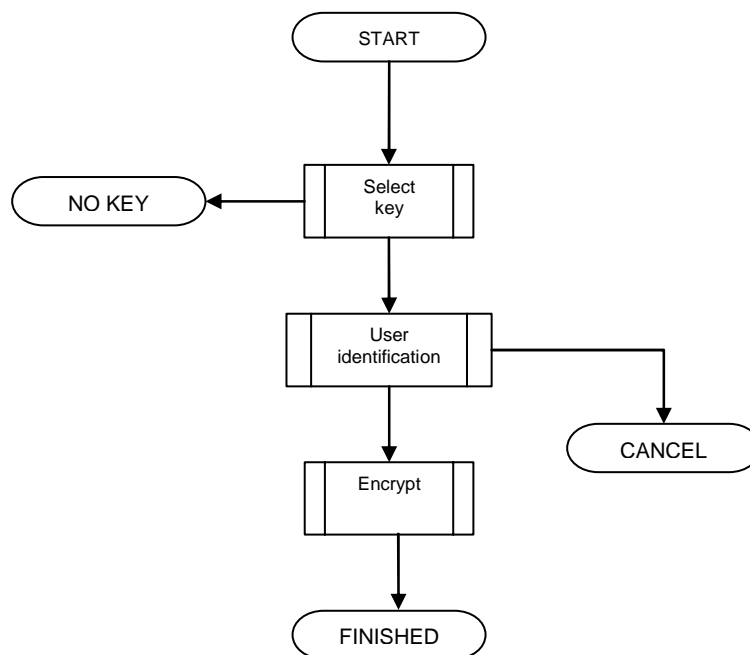 START
Select
key
NO KEY
User
identification
CANCEL
Encrypt
FINISHED